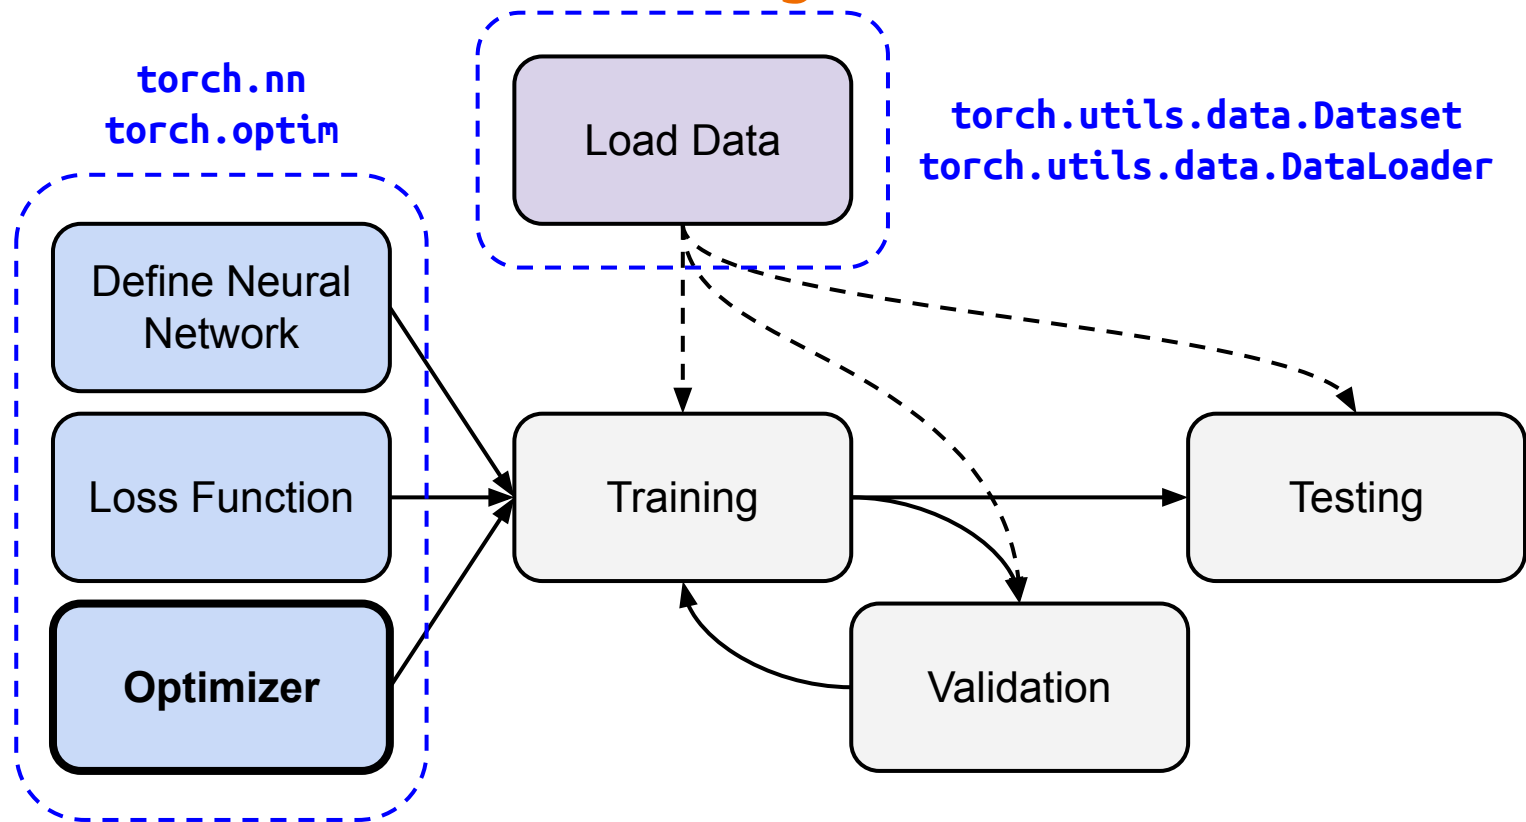 torch.nn
torch.optim
Load Data
torch.utils.data.Dataset
torch.utils.data.DataLoader
Define Neural
Network
Loss Function
Optimizer
Training
Validation
Testing